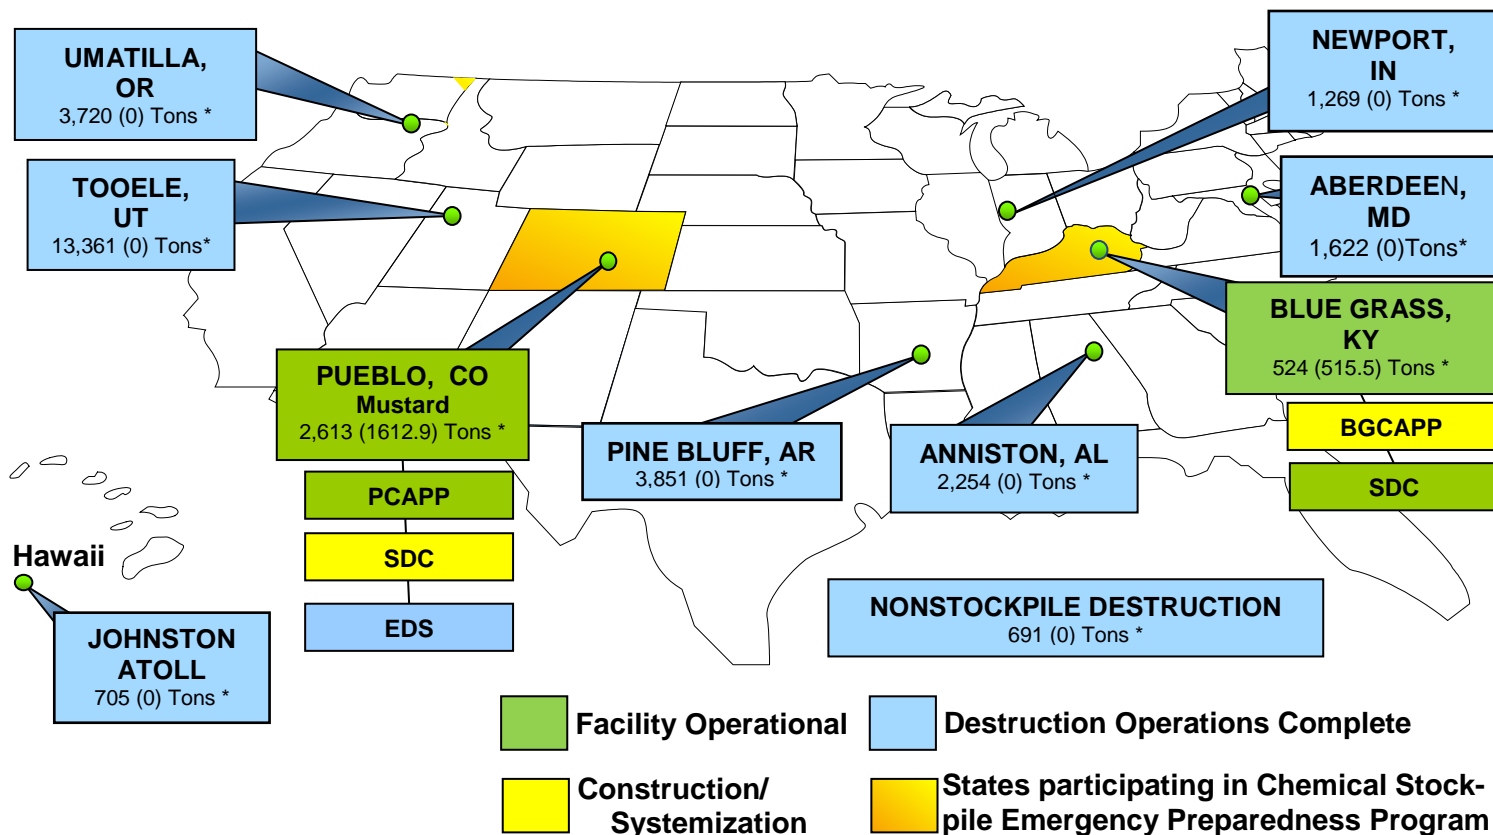 UMATILLA,
OR
3,720 (0) Tons *
NEWPORT,
IN
1,269 (0) Tons *
TOOELE,
UT
13,361 (0) Tons*
ABERDEEN,
MD
1,622 (0)Tons*
BLUE GRASS,
KY
524 (515.5) Tons *
BGCAPP
SDC
PUEBLO, CO
Mustard
2,613 (1612.9) Tons *
PCAPP
SDC
EDS
PINE BLUFF, AR
3,851 (0) Tons *
ANNISTON, AL
2,254 (0) Tons *
Hawaii
JOHNSTON
ATOLL
705 (0) Tons *
NONSTOCKPILE DESTRUCTION
691 (0) Tons *
Facility Operational
Destruction Operations Complete
Construction/
Systemization
States participating in Chemical Stock-
pile Emergency Preparedness Program